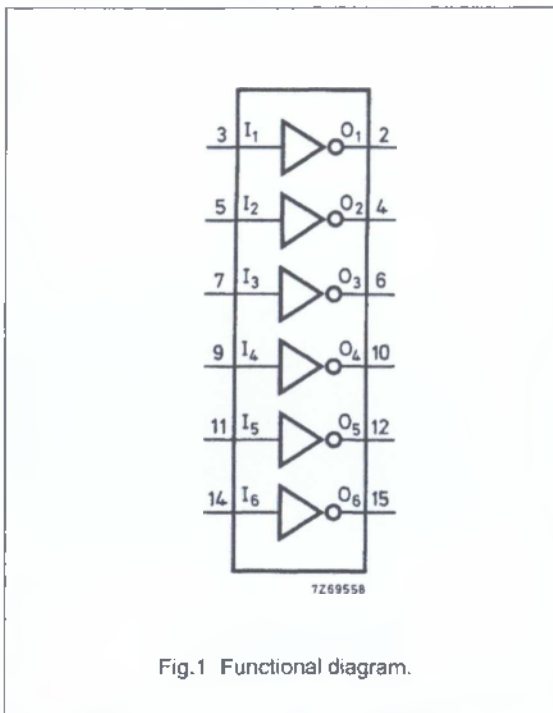 3 I₁ O₁ 2
5 I₂ O₂ 4
7 I₃ O₃ 6
9 I₄ O₄ 10
11 I₅ O₅ 12
14 I₆ O₆ 15
7Z69558
Fig.1 Functional diagram.